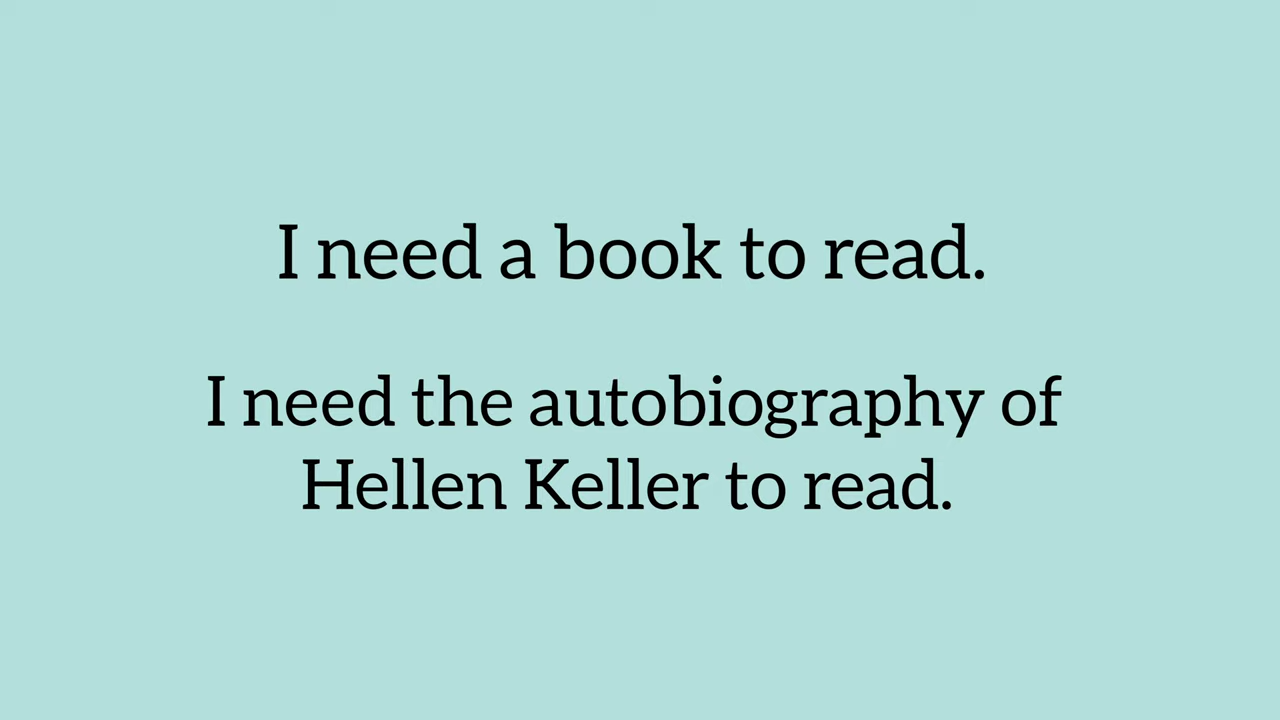 I need a book to read.
I need the autobiography of
Hellen Keller to read.